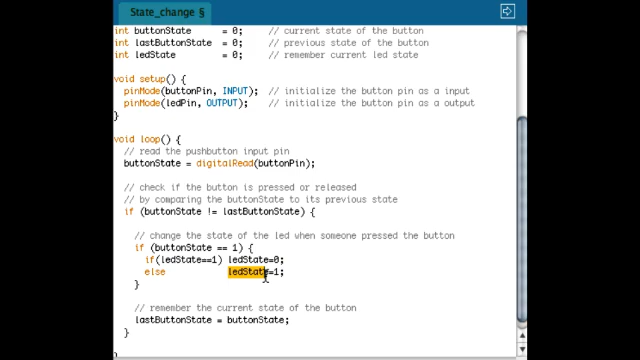 State_change §
int buttonState = 0; // current state of the button
int lastButtonState = 0; // previous state of the button
int ledState = 0; // remember current led state
void setup() {
pinMode(buttonPin, INPUT); // initialize the button pin as a input
pinMode(ledPin, OUTPUT); // initialize the button pin as a output
}
void loop() {
// read the pushbutton input pin
buttonState = digitalRead(buttonPin);
// check if the button is pressed or released
// by comparing the buttonState to its previous state
if (buttonState != lastButtonState) {
// change the state of the led when someone pressed the button
if (buttonState == 1) {
if(ledState==1) ledState=0;
else ledState=1;
}
// remember the current state of the button
lastButtonState = buttonState;
}
}